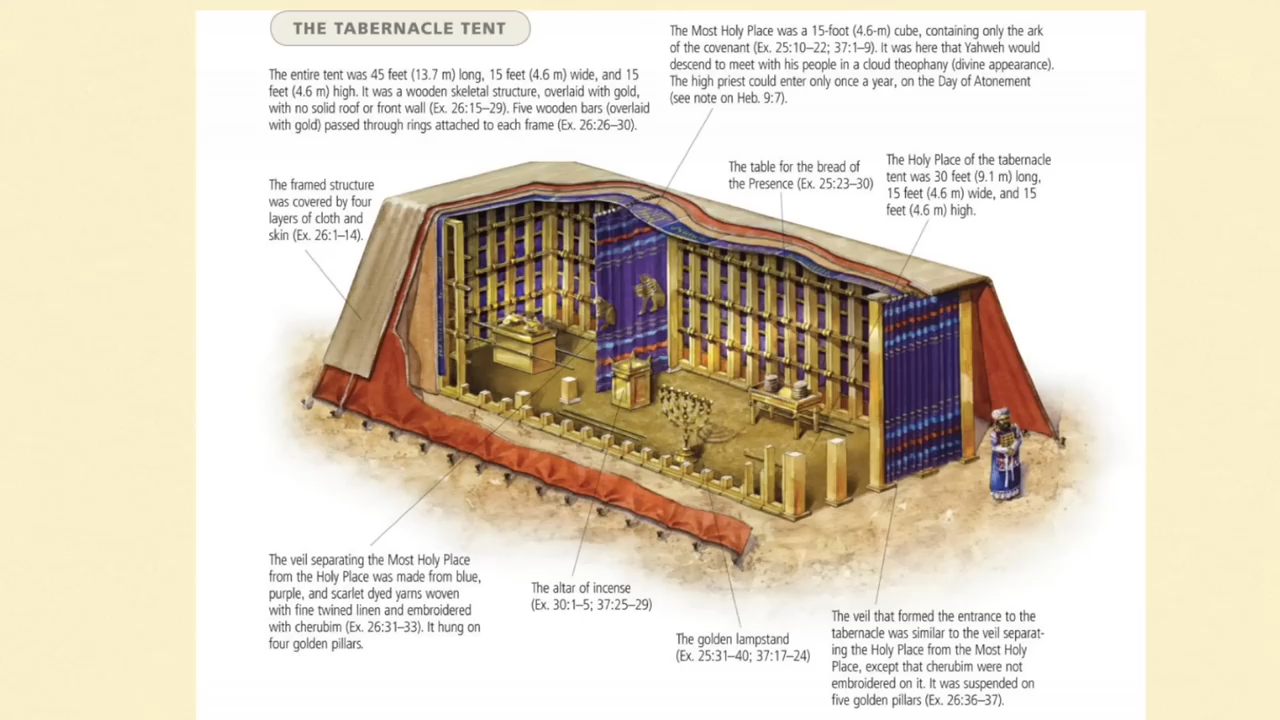 THE TABERNACLE TENT
The entire tent was 45 feet (13.7 m) long, 15 feet (4.6 m) wide, and 15
feet (4.6 m) high. It was a wooden skeletal structure, overlaid with gold,
with no solid roof or front wall (Ex. 26:15–29). Five wooden bars (overlaid
with gold) passed through rings attached to each frame (Ex. 26:26–30).
The Most Holy Place was a 15-foot (4.6-m) cube, containing only the ark
of the covenant (Ex. 25:10–22; 37:1–9). It was here that Yahweh would
descend to meet with his people in a cloud theophany (divine appearance).
The high priest could enter only once a year, on the Day of Atonement
(see note on Heb. 9:7).
The framed structure
was covered by four
layers of cloth and
skin (Ex. 26:1–14).
The table for the bread of
the Presence (Ex. 25:23–30)
The Holy Place of the tabernacle
tent was 30 feet (9.1 m) long,
15 feet (4.6 m) wide, and 15
feet (4.6 m) high.
The veil separating the Most Holy Place
from the Holy Place was made from blue,
purple, and scarlet dyed yarns woven
with fine twined linen and embroidered
with cherubim (Ex. 26:31–33). It hung on
four golden pillars.
The altar of incense
(Ex. 30:1–5; 37:25–29)
The golden lampstand
(Ex. 25:31–40; 37:17–24)
The veil that formed the entrance to the
tabernacle was similar to the veil separat-
ing the Holy Place from the Most Holy
Place, except that cherubim were not
embroidered on it. It was suspended on
five golden pillars (Ex. 26:36–37).